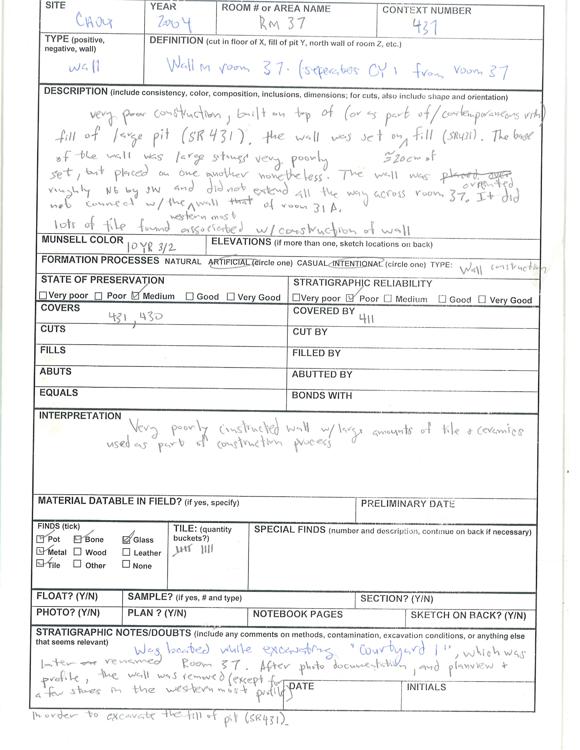 SITE
CHOR
YEAR
2004
ROOM # or AREA NAME
RM 37
CONTEXT NUMBER
437
TYPE (positive, negative, wall)
wall
DEFINITION (cut in floor of X, fill of pit Y, north wall of room Z, etc.)
Wall in room 37. (seperates CY1 from room 37
DESCRIPTION (include consistency, color, composition, inclusions, dimensions; for cuts, also include shape and orientation)
very poor construction, built on top of (or as part of / contemporaneous with)
fill of large pit (SR431). the wall was set on fill (SR431). The base
≈20cm of
of the wall was large stones very poorly
set, but placed on one another nonetheless. The wall was placed over oriented
roughly NE by SW and did not extend all the way across room 37. It did
not connect w/ the western most wall that of room 31A.
lots of tile found associated w/ construction of wall
MUNSELL COLOR 10YR 3/2
ELEVATIONS (if more than one, sketch locations on back)
FORMATION PROCESSES NATURAL ARTIFICIAL (circle one) CASUAL INTENTIONAL (circle one) TYPE: Wall construction
STATE OF PRESERVATION
Very poor Poor Medium Good Very Good
STRATIGRAPHIC RELIABILITY
Very poor Poor Medium Good Very Good
COVERS 431, 430
COVERED BY 411
CUTS
CUT BY
FILLS
FILLED BY
ABUTS
ABUTTED BY
EQUALS
BONDS WITH
INTERPRETATION
Very poorly constructed wall w/ large amounts of tile + ceramics
used as part of construction process
MATERIAL DATABLE IN FIELD? (if yes, specify)
PRELIMINARY DATE
FINDS (tick)
Pot Bone Glass
Metal Wood Leather
Tile Other None
TILE: (quantity buckets?)
SPECIAL FINDS (number and description, continue on back if necessary)
FLOAT? (Y/N)
SAMPLE? (if yes, # and type)
SECTION? (Y/N)
PHOTO? (Y/N)
PLAN ? (Y/N)
NOTEBOOK PAGES
SKETCH ON BACK? (Y/N)
STRATIGRAPHIC NOTES/DOUBTS (include any comments on methods, contamination, excavation conditions, or anything else
that seems relevant)
Was located while excavating "Courtyard 1", which was
later renamed Room 37. After photo documentation, and planview +
profile, the wall was removed (except for
a few stones in the western most profile)
DATE
INITIALS
in order to excavate the fill of pit (SR431).